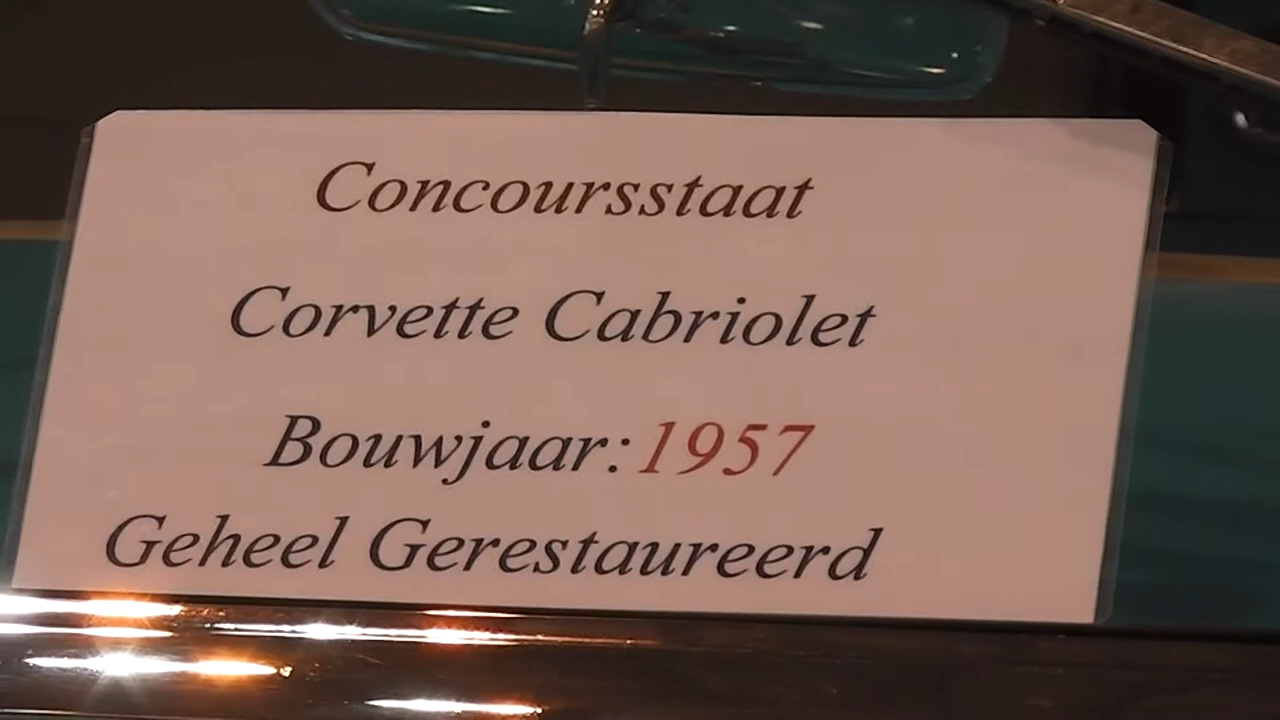 Concoursstaat
Corvette Cabriolet
Bouwjaar: 1957
Geheel Gerestaureerd